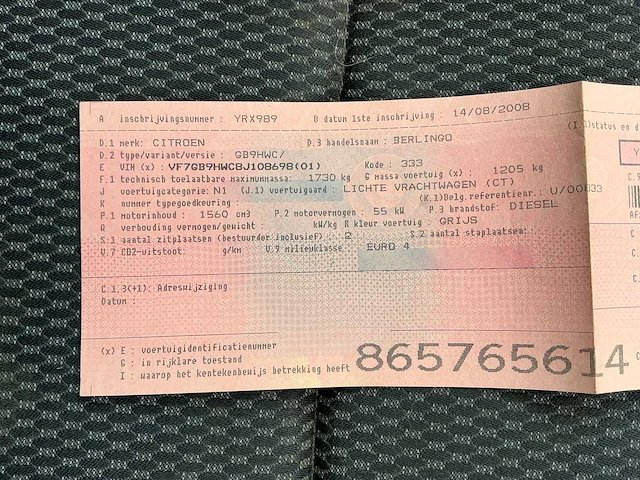 A inschrijvingsnummer : YRX989 B datum 1ste inschrijving : 14/08/2008
D.1 merk: CITROEN D.3 handelsnaam : BERLINGO
D.2 type/variant/versie : GB9HWC/
E VIN (x) : VF7GB9HWC8J108698(01) Kode : 333
F.1 technisch toelaatbare maximummassa: 1730 kg G massa voertuig (x) : 1205 kg
J voertuigcategorie: N1 (J.1) voertuigaard : LICHTE VRACHTWAGEN (CT)
K nummer typegoedkeuring : (K.1)Belg.referentienr.: U/00833
P.1 motorinhoud : 1560 cm3 P.2 motorvermogen : 55 kW P.3 brandstof: DIESEL
Q verhouding vermogen/gewicht : kW/kg R kleur voertuig : GRIJS
S.1 aantal zitplaatsen (bestuurder inclusief) 2 S.2 aantal staplaatsen:
V.7 CO2-uitstoot: g/km V.9 milieuklasse: EURO 4
C.1.3(+1): Adreswijziging
Datum :
(x) E : voertuigidentificatienummer
G : in rijklare toestand
I : waarop het kentekenbewijs betrekking heeft
865765614
(I.)status en d
Y